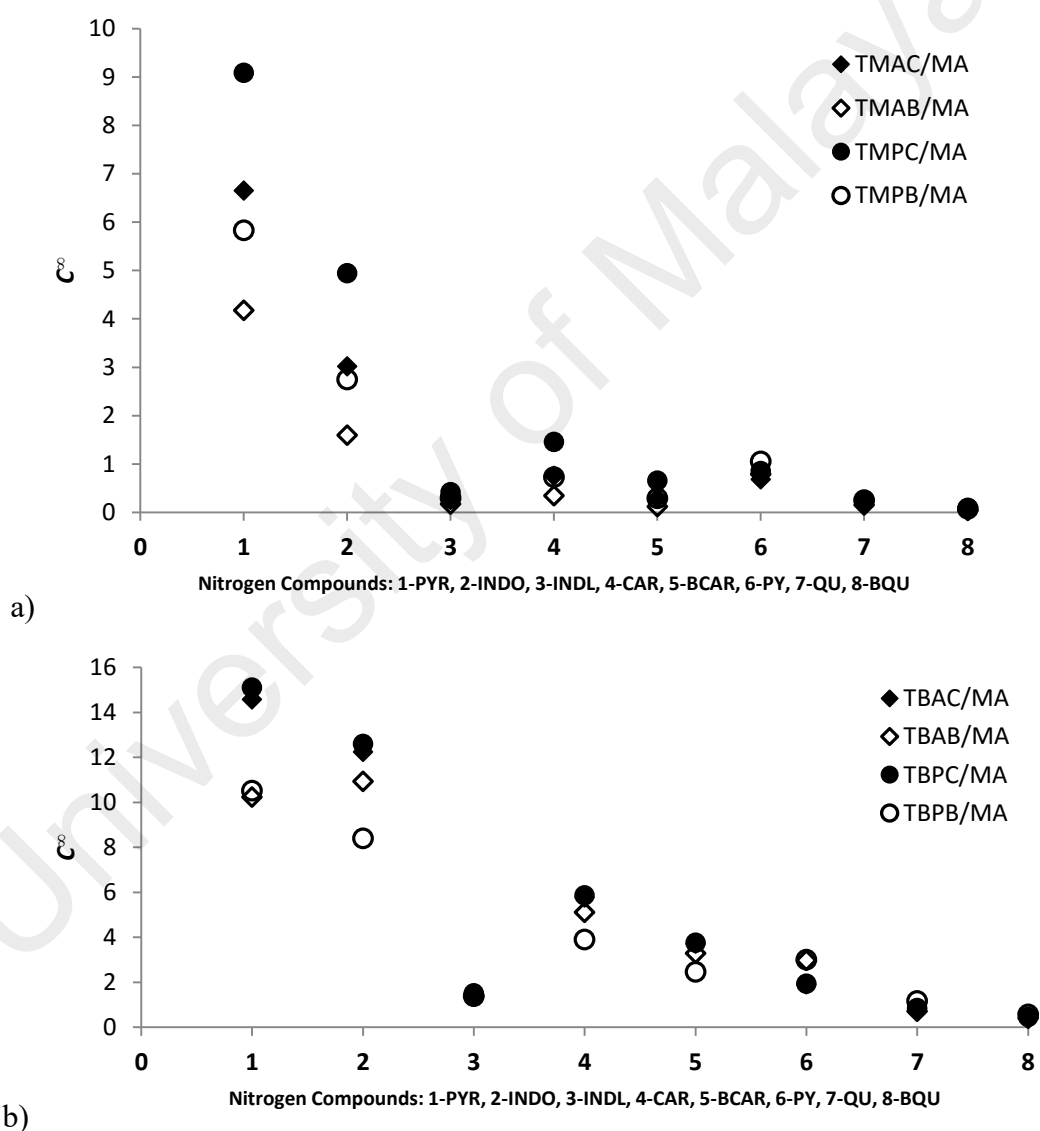 10
9
8
7
6
5
4
3
2
1
0
C∞
TMAC/MA
TMAB/MA
TMPC/MA
TMPB/MA
0 1 2 3 4 5 6 7 8
Nitrogen Compounds: 1-PYR, 2-INDO, 3-INDL, 4-CAR, 5-BCAR, 6-PY, 7-QU, 8-BQU
a)
16
14
12
10
8
6
4
2
0
C∞
TBAC/MA
TBAB/MA
TBPC/MA
TBPB/MA
0 1 2 3 4 5 6 7 8
Nitrogen Compounds: 1-PYR, 2-INDO, 3-INDL, 4-CAR, 5-BCAR, 6-PY, 7-QU, 8-BQU
b)
University of Malaya